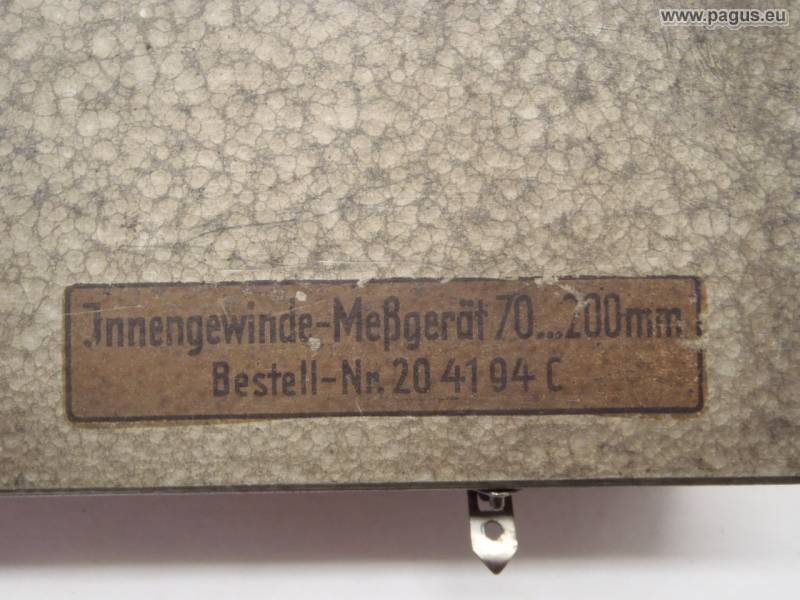 www.pagus.eu
Innengewinde-Meßgerät 70...200mm
Bestell-Nr. 20 41 94 C